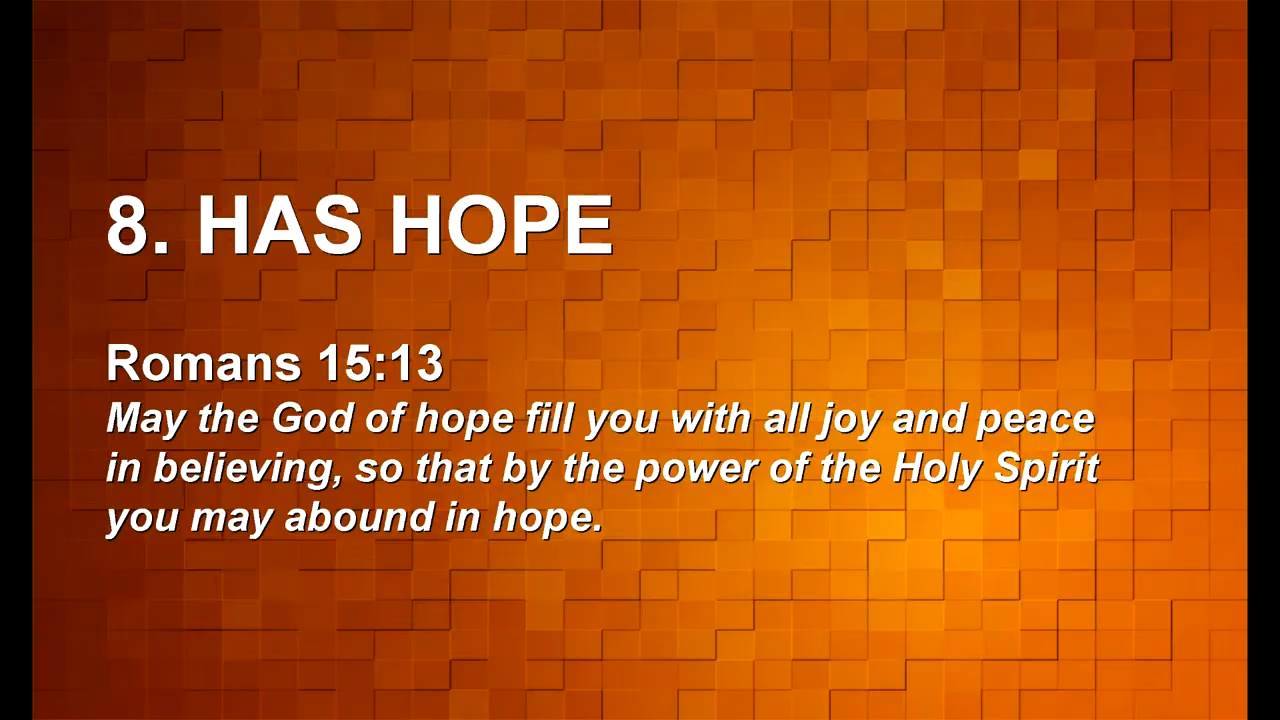 8. HAS HOPE
Romans 15:13
May the God of hope fill you with all joy and peace
in believing, so that by the power of the Holy Spirit
you may abound in hope.